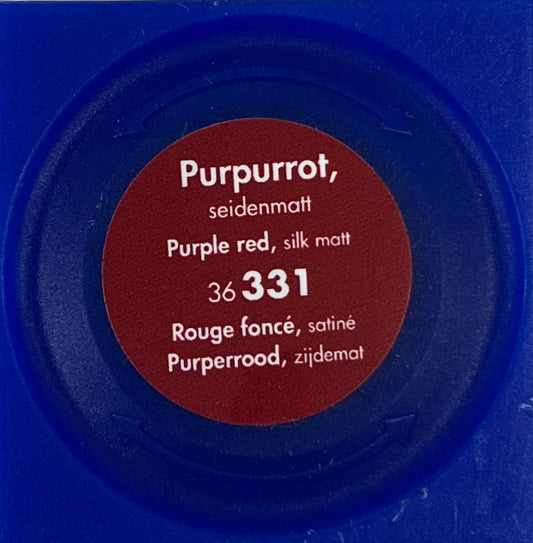 Purpurrot,
seidenmatt
Purple red, silk matt
36 331
Rouge foncé, satiné
Purperrood, zijdemat